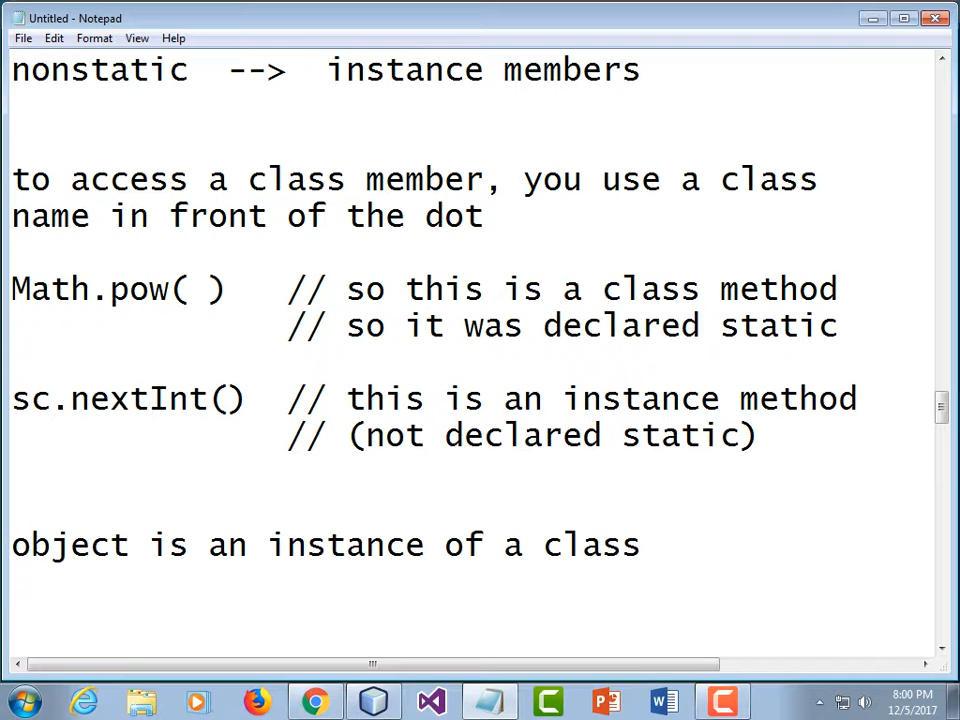 Untitled - Notepad
File Edit Format View Help
nonstatic --> instance members
to access a class member, you use a class
name in front of the dot
Math.pow( ) // so this is a class method
// so it was declared static
sc.nextInt() // this is an instance method
// (not declared static)
object is an instance of a class
8:00 PM
12/5/2017